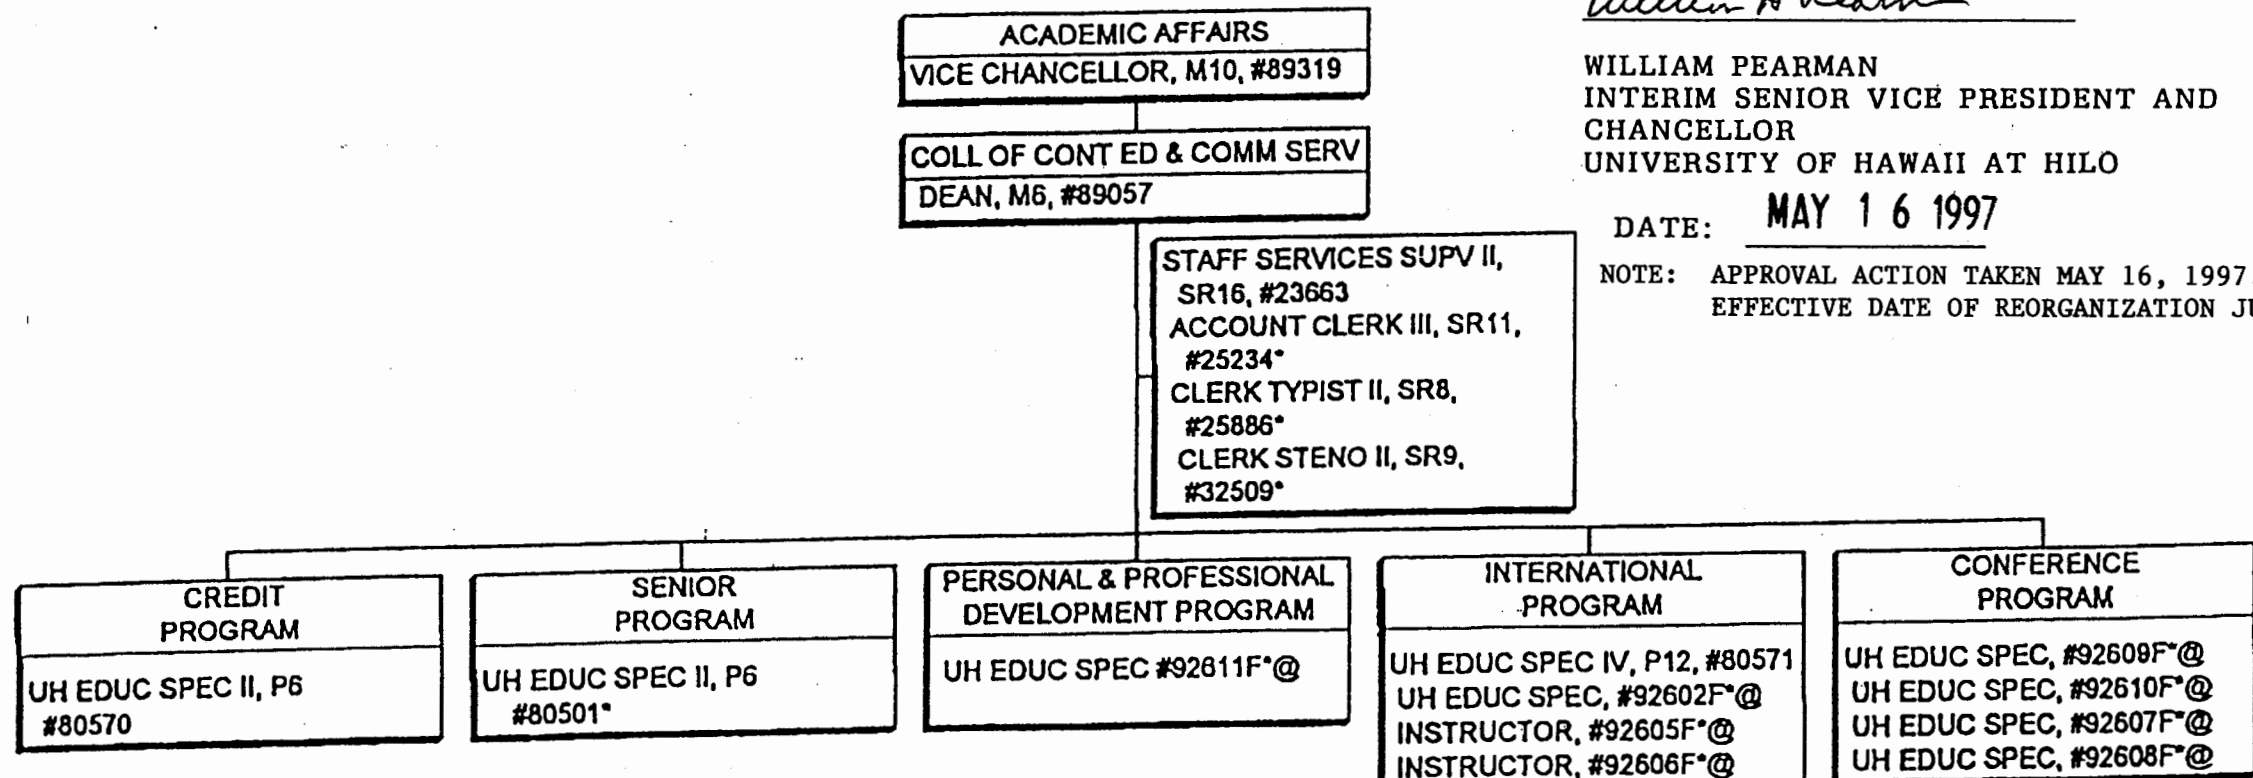 ACADEMIC AFFAIRS
VICE CHANCELLOR, M10, #89319
COLL OF CONT ED & COMM SERV
DEAN, M6, #89057
WILLIAM PEARMAN
INTERIM SENIOR VICE PRESIDENT AND
CHANCELLOR
UNIVERSITY OF HAWAII AT HILO
DATE: MAY 16 1997
NOTE: APPROVAL ACTION TAKEN MAY 16, 1997
EFFECTIVE DATE OF REORGANIZATION
STAFF SERVICES SUPV II,
SR16, #23663
ACCOUNT CLERK III, SR11,
#25234*
CLERK TYPIST II, SR8,
#25886*
CLERK STENO II, SR9,
#32509*
CREDIT
PROGRAM
UH EDUC SPEC II, P6
#80570
SENIOR
PROGRAM
UH EDUC SPEC II, P6
#80501*
PERSONAL & PROFESSIONAL
DEVELOPMENT PROGRAM
UH EDUC SPEC #92611F*@
INTERNATIONAL
PROGRAM
UH EDUC SPEC IV, P12, #80571
UH EDUC SPEC, #92602F*@
INSTRUCTOR, #92605F*@
INSTRUCTOR, #92606F*@
CONFERENCE
PROGRAM
UH EDUC SPEC, #92609F*@
UH EDUC SPEC, #92610F*@
UH EDUC SPEC, #92607F*@
UH EDUC SPEC, #92608F*@